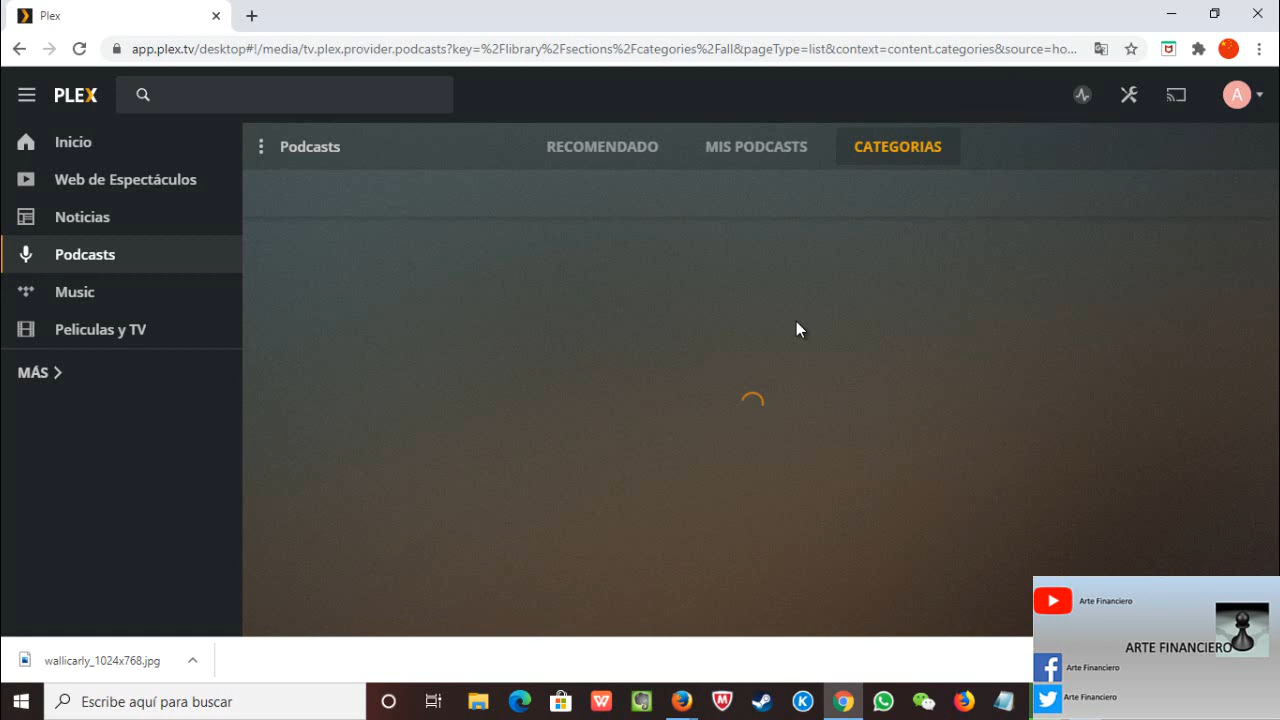 Plex
app.plex.tv/desktop#!/media/tv.plex.provider.podcasts?key=%2Flibrary%2Fsections%2Fcategories%2Fall&pageType=list&context=content.categories&source=ho...
PLEX
A
Inicio
Web de Espectáculos
Noticias
Podcasts
Music
Peliculas y TV
MÁS
Podcasts
RECOMENDADO
MIS PODCASTS
CATEGORIAS
Arte Financiero
ARTE FINANCIERO
Arte Financiero
Arte Financiero
wallicarly_1024x768.jpg
Escribe aquí para buscar